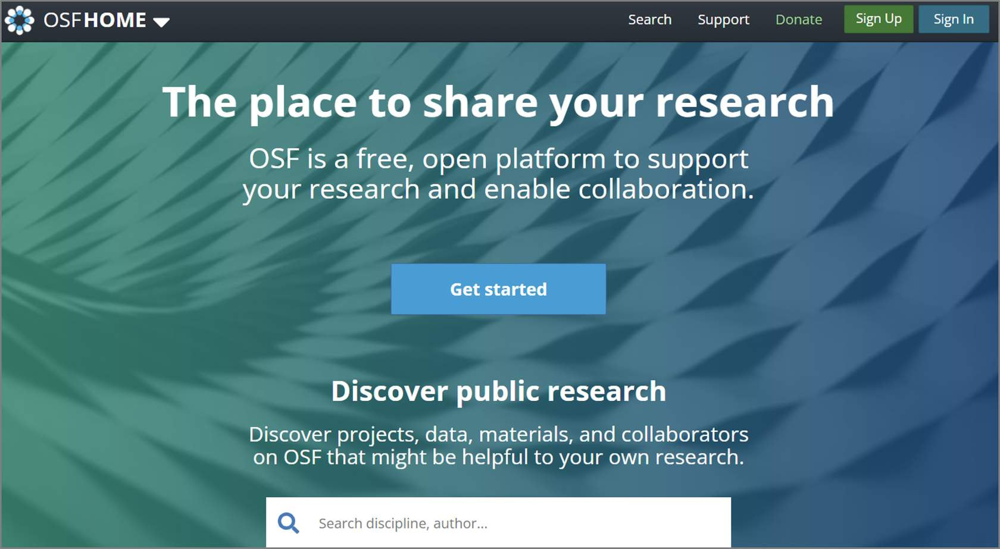 OSFHOME
Search
Support
Donate
Sign Up
Sign In
The place to share your research
OSF is a free, open platform to support
your research and enable collaboration.
Get started
Discover public research
Discover projects, data, materials, and collaborators
on OSF that might be helpful to your own research.
Search discipline, author...